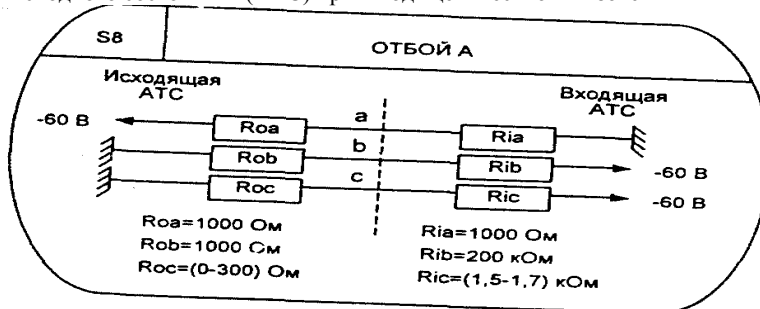 S8
ОТБОЙ А
Исходящая
АТС
Входящая
АТС
-60 В
a
Roa
Ria
b
Rob
Rib
-60 В
c
Roc
Ric
-60 В
Roa=1000 Ом
Rob=1000 Ом
Roc=(0-300) Ом
Ria=1000 Ом
Rib=200 кОм
Ric=(1,5-1,7) кОм